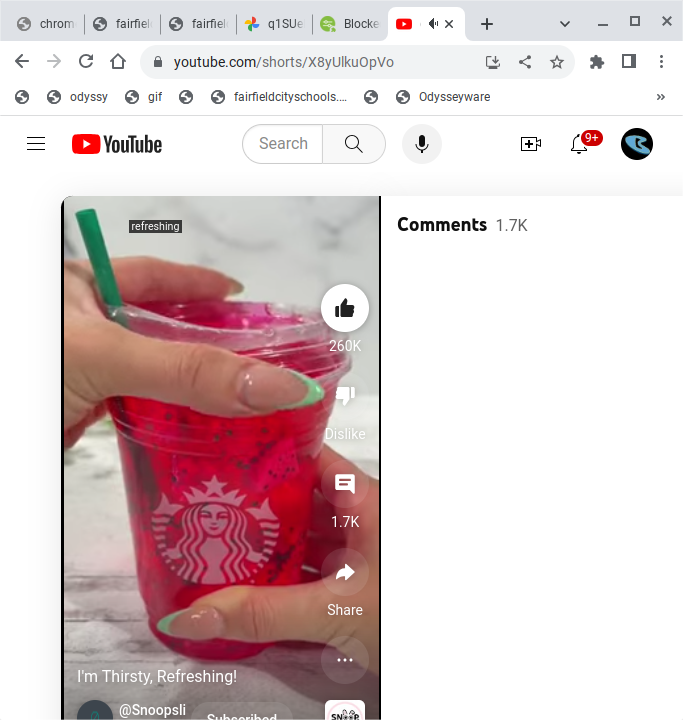 chrom
fairfiel
fairfiel
q1SUe
Blocke
youtube.com/shorts/X8yUlkuOpVo
odyssy
gif
fairfieldcityschools....
Odysseyware
»
YouTube
Search
9+
refreshing
Comments 1.7K
260K
Dislike
1.7K
Share
I'm Thirsty, Refreshing!
@Snoopsli
Subscribed
SNOOP